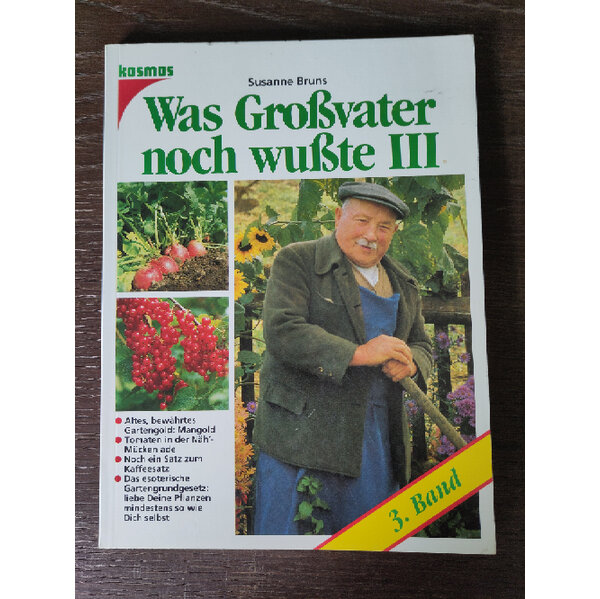 kosmos
Susanne Bruns
Was Großvater
noch wußte III
Altes, bewährtes
Gartengold: Mangold
Tomaten in der Näh'-
Mücken ade
Noch ein Satz zum
Kaffeesatz
Das esoterische
Gartengrundgesetz:
liebe Deine Pflanzen
mindestens so wie
Dich selbst
3. Band